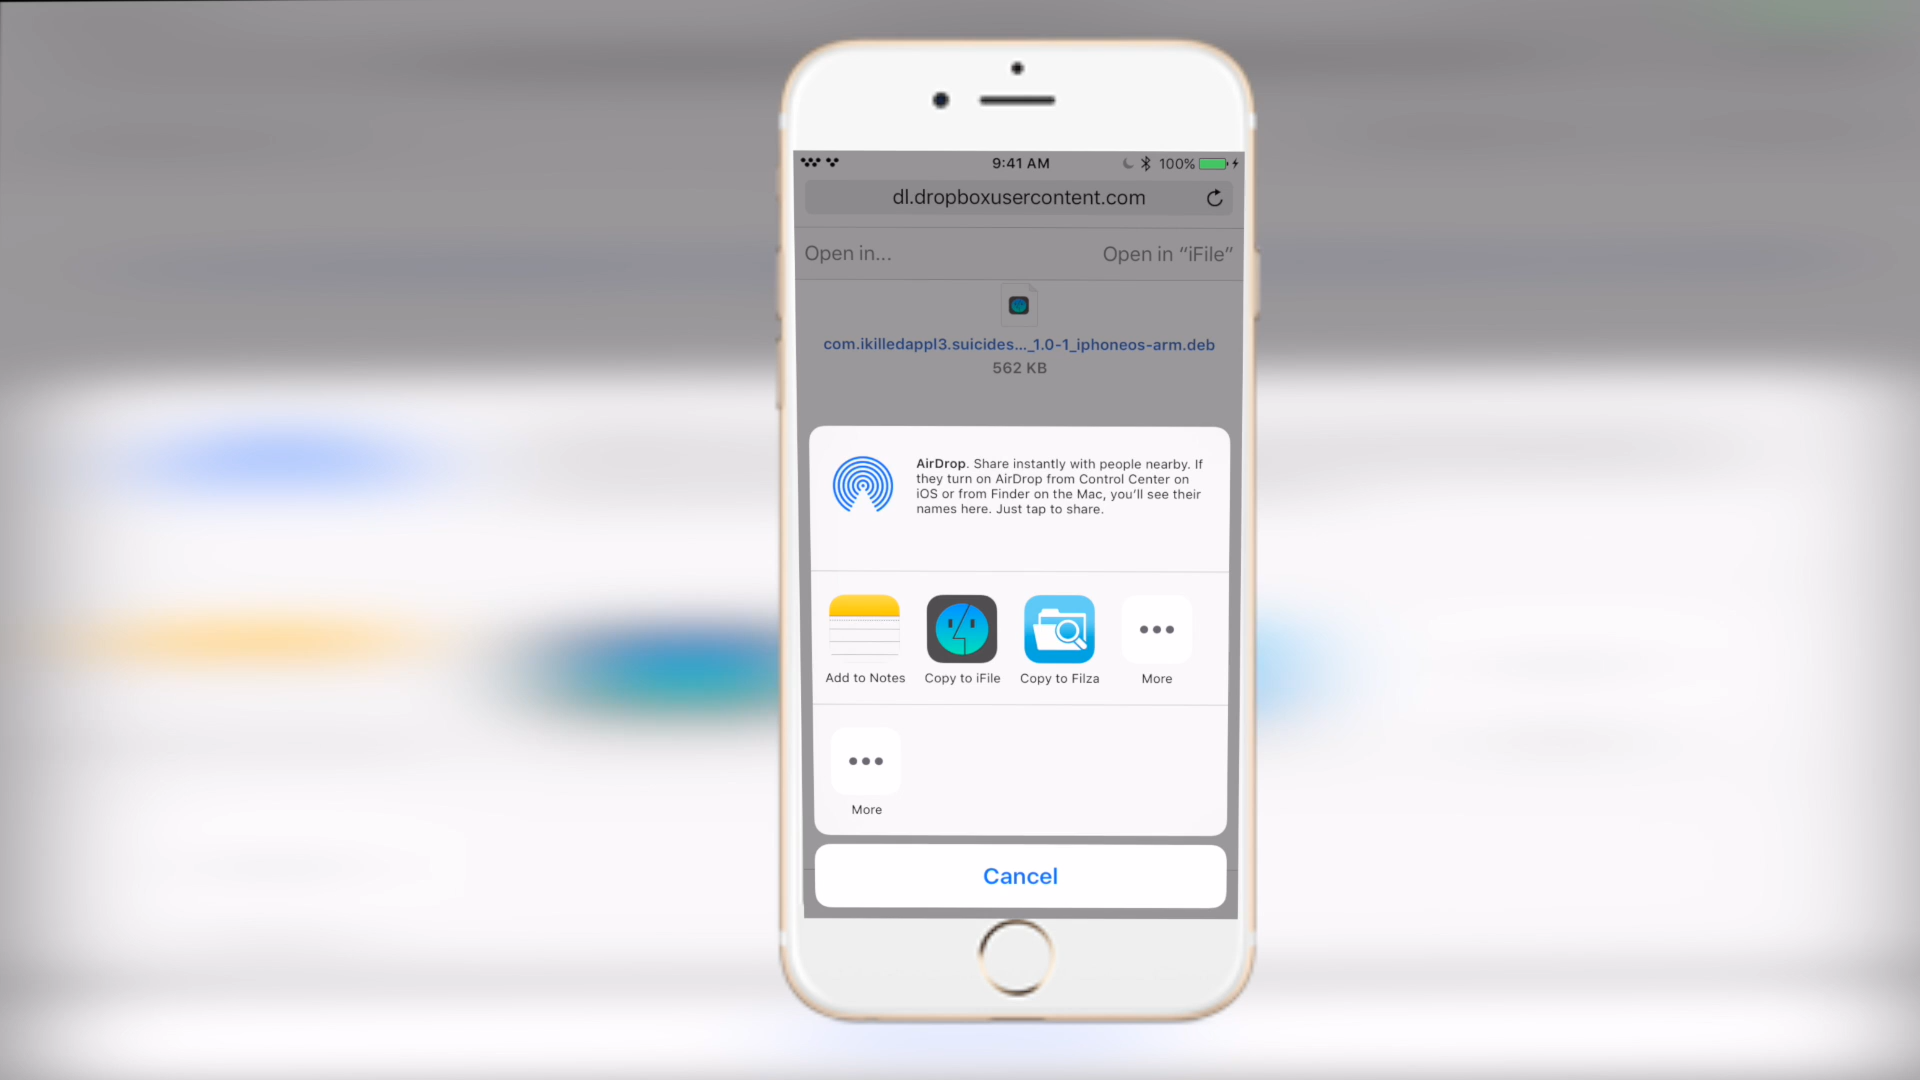 9:41 AM
100%
dl.dropboxusercontent.com
Open in...
Open in “iFile”
com.ikilledappl3.suicides..._1.0-1_iphoneos-arm.deb
562 KB
AirDrop. Share instantly with people nearby. If
they turn on AirDrop from Control Center on
iOS or from Finder on the Mac, you’ll see their
names here. Just tap to share.
Add to Notes
Copy to iFile
Copy to Filza
More
More
Cancel